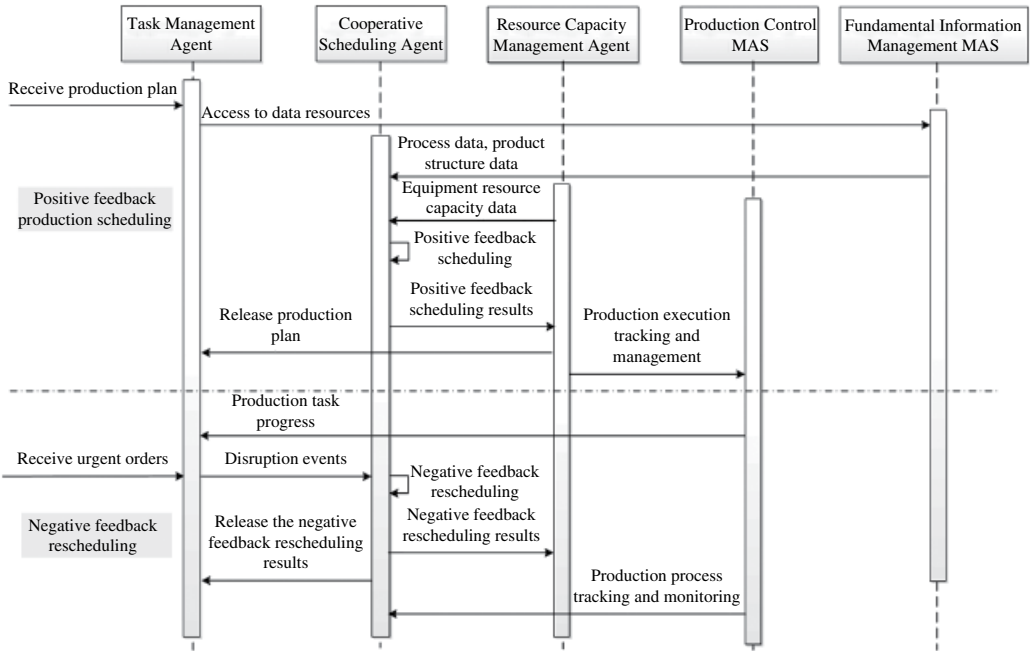 Task Management
Agent
Cooperative
Scheduling Agent
Resource Capacity
Management Agent
Production Control
MAS
Fundamental Information
Management MAS
Receive production plan
Access to data resources
Process data, product
structure data
Equipment resource
capacity data
Positive feedback
production scheduling
Positive feedback
scheduling
Positive feedback
scheduling results
Release production
plan
Production execution
tracking and
management
Production task
progress
Receive urgent orders
Disruption events
Negative feedback
rescheduling
Negative feedback
rescheduling
Release the negative
feedback rescheduling
results
Negative feedback
rescheduling results
Production process
tracking and monitoring